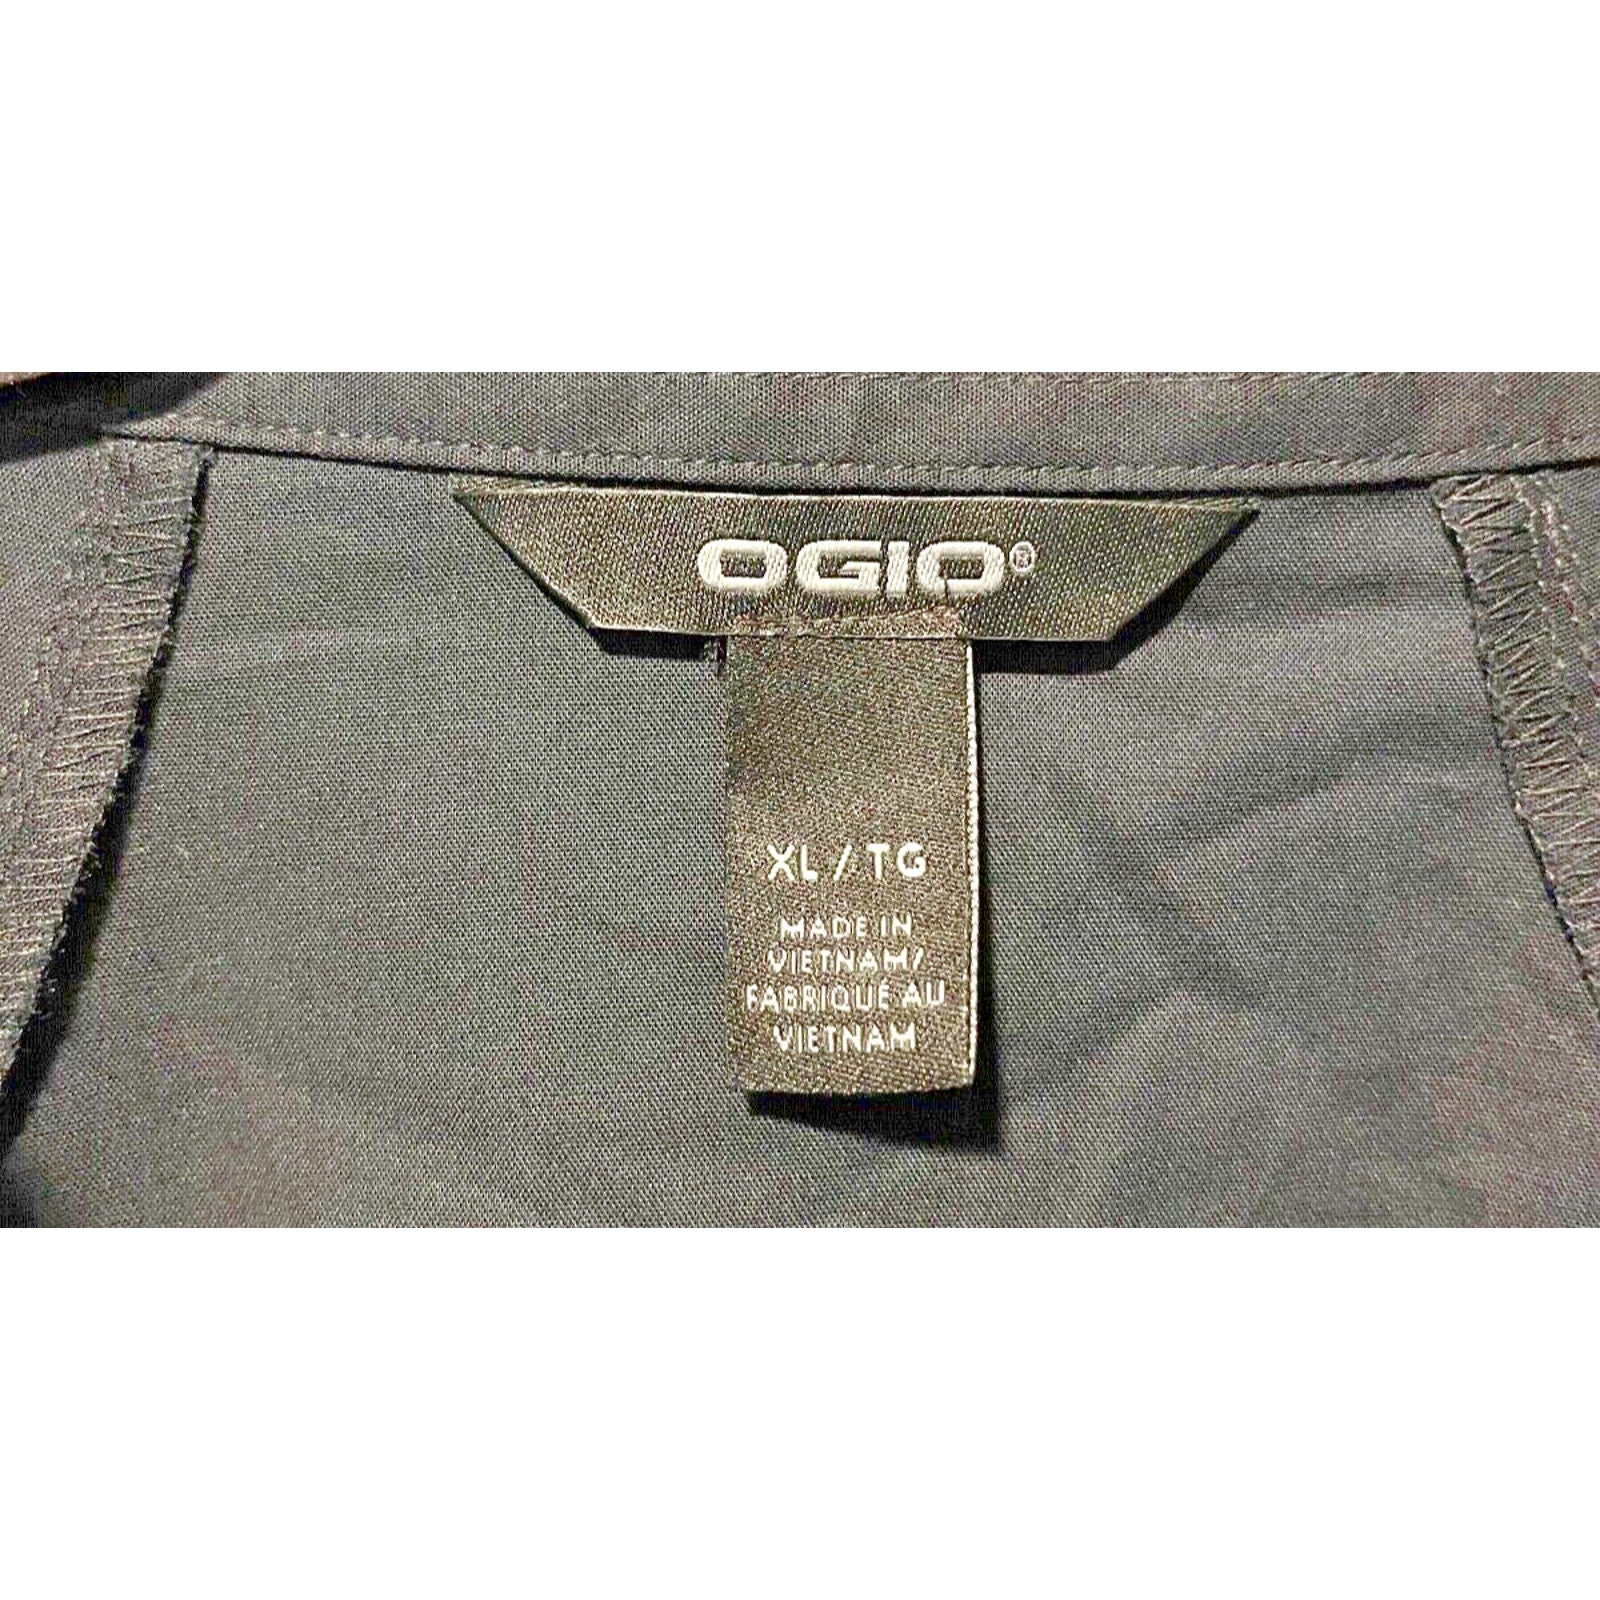 OGIO®
XL / TG
MADE IN
VIETNAM/
FABRIQUÉ AU
VIETNAM